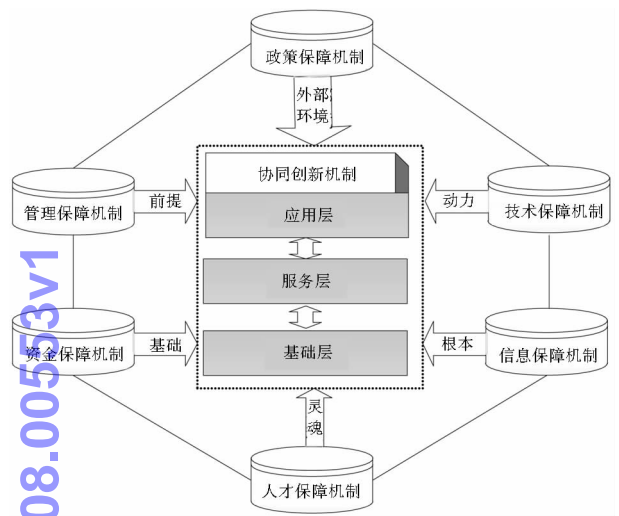 政策保障机制
外部
环境
协同创新机制
管理保障机制
前提
应用层
动力
技术保障机制
服务层
资金保障机制
基础
基础层
根本
信息保障机制
灵
魂
人才保障机制
08.00553v1